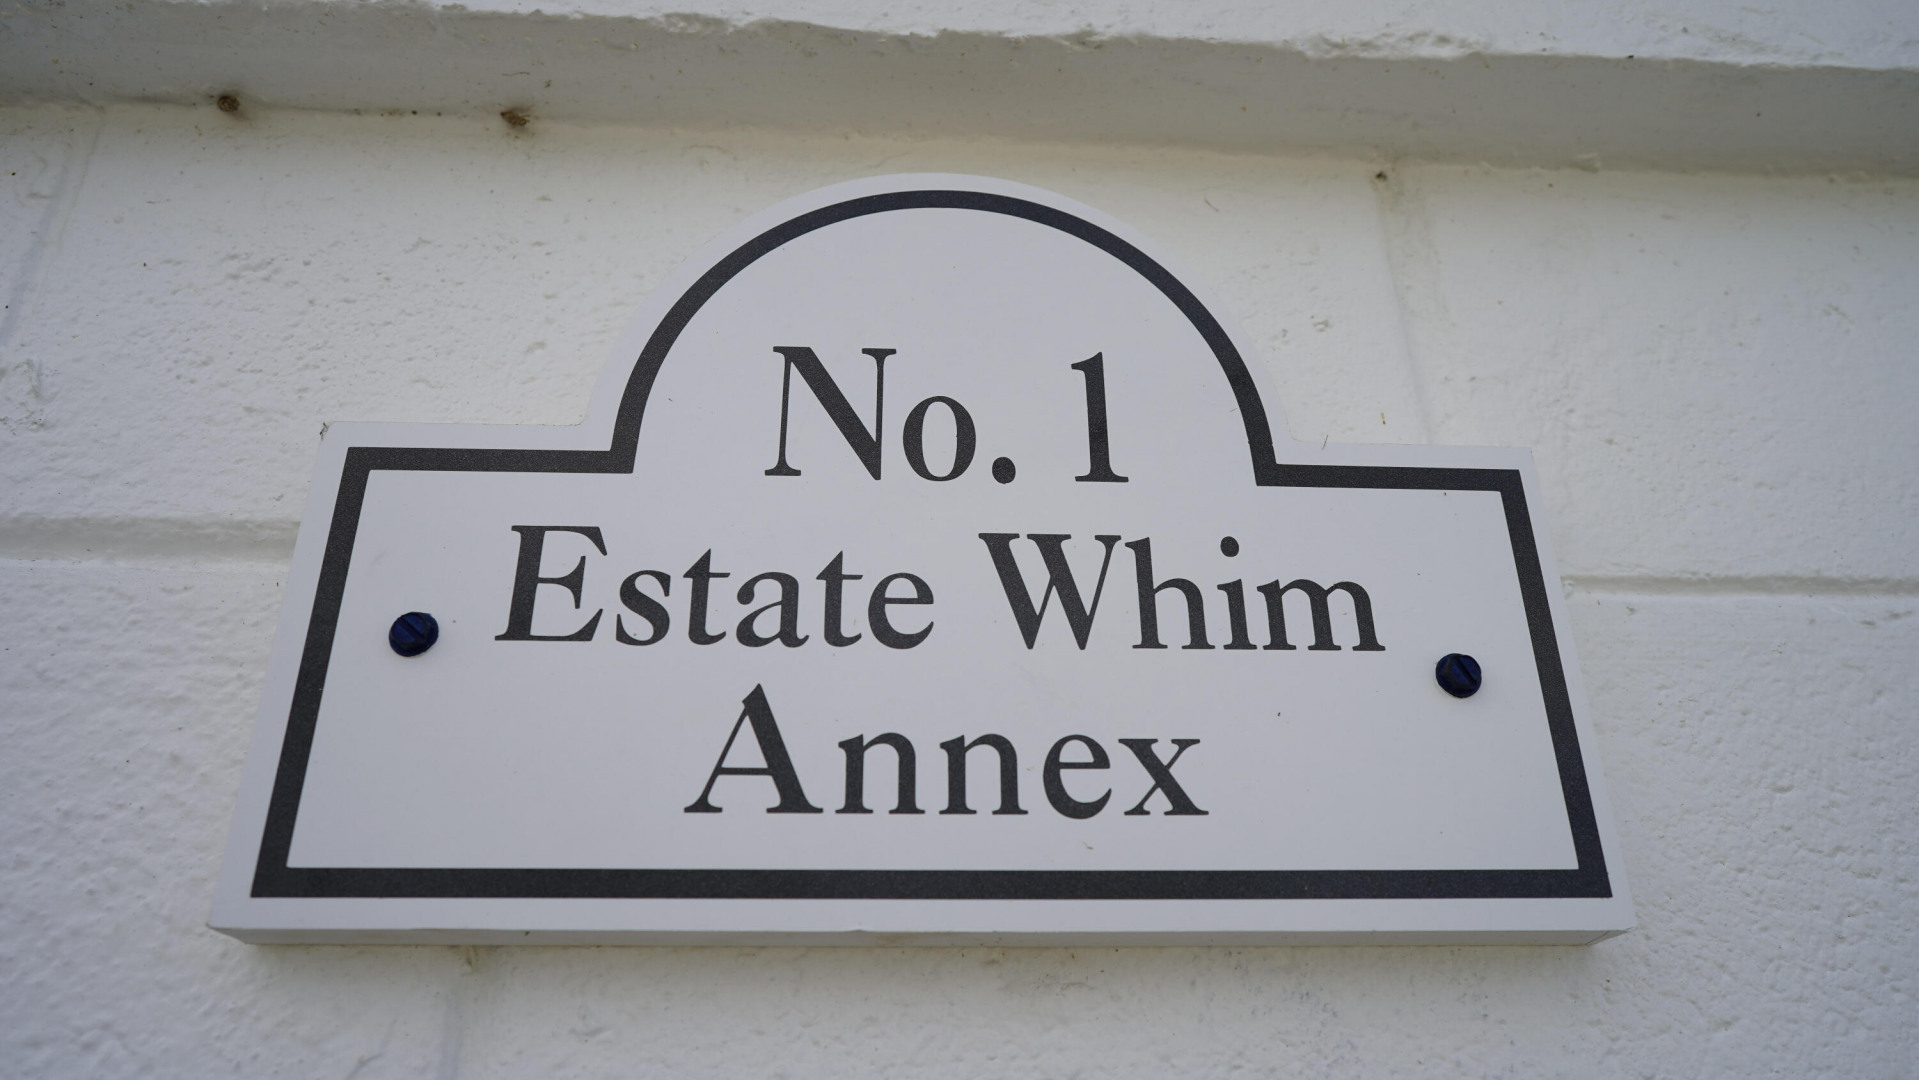 No. 1
Estate Whim
Annex